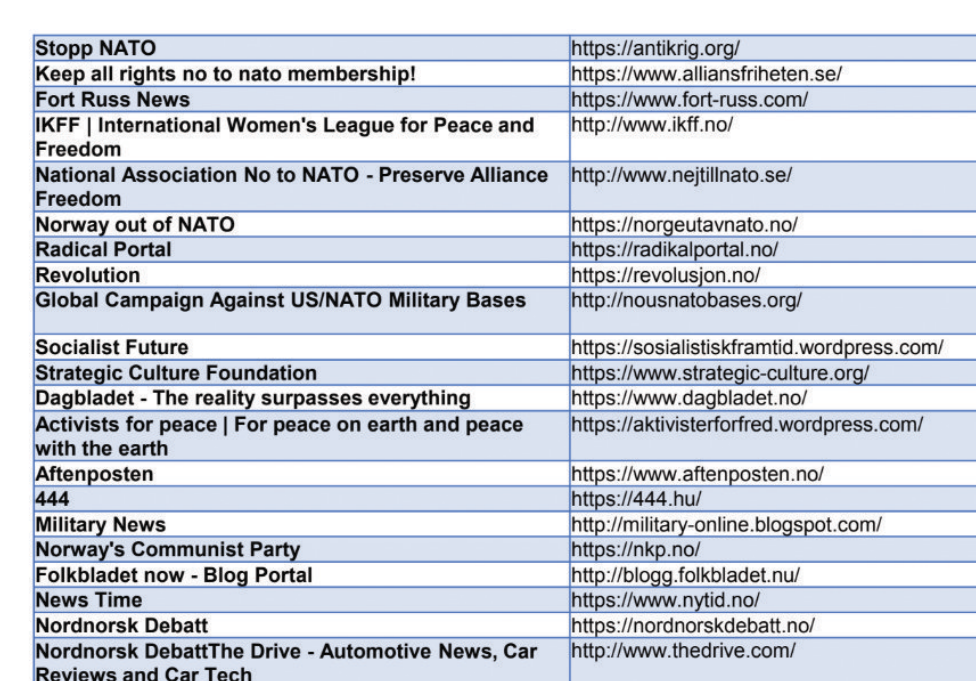 Stopp NATO https://antikrig.org/
Keep all rights no to nato membership! https://www.alliansfriheten.se/
Fort Russ News https://www.fort-russ.com/
IKFF | International Women's League for Peace and http://www.ikff.no/
Freedom
National Association No to NATO - Preserve Alliance http://www.nejtillnato.se/
Freedom
Norway out of NATO https://norgeutavnato.no/
Radical Portal https://radikalportal.no/
Revolution https://revolusjon.no/
Global Campaign Against US/NATO Military Bases http://nousnatobases.org/
Socialist Future https://sosialistiskframtid.wordpress.com/
Strategic Culture Foundation https://www.strategic-culture.org/
Dagbladet - The reality surpasses everything https://www.dagbladet.no/
Activists for peace | For peace on earth and peace https://aktivisterforfred.wordpress.com/
with the earth
Aftenposten https://www.aftenposten.no/
444 https://444.hu/
Military News http://military-online.blogspot.com/
Norway's Communist Party https://nkp.no/
Folkbladet now - Blog Portal http://blogg.folkbladet.nu/
News Time https://www.nytid.no/
Nordnorsk Debatt https://nordnorskdebatt.no/
Nordnorsk DebattThe Drive - Automotive News, Car http://www.thedrive.com/
Reviews and Car Tech